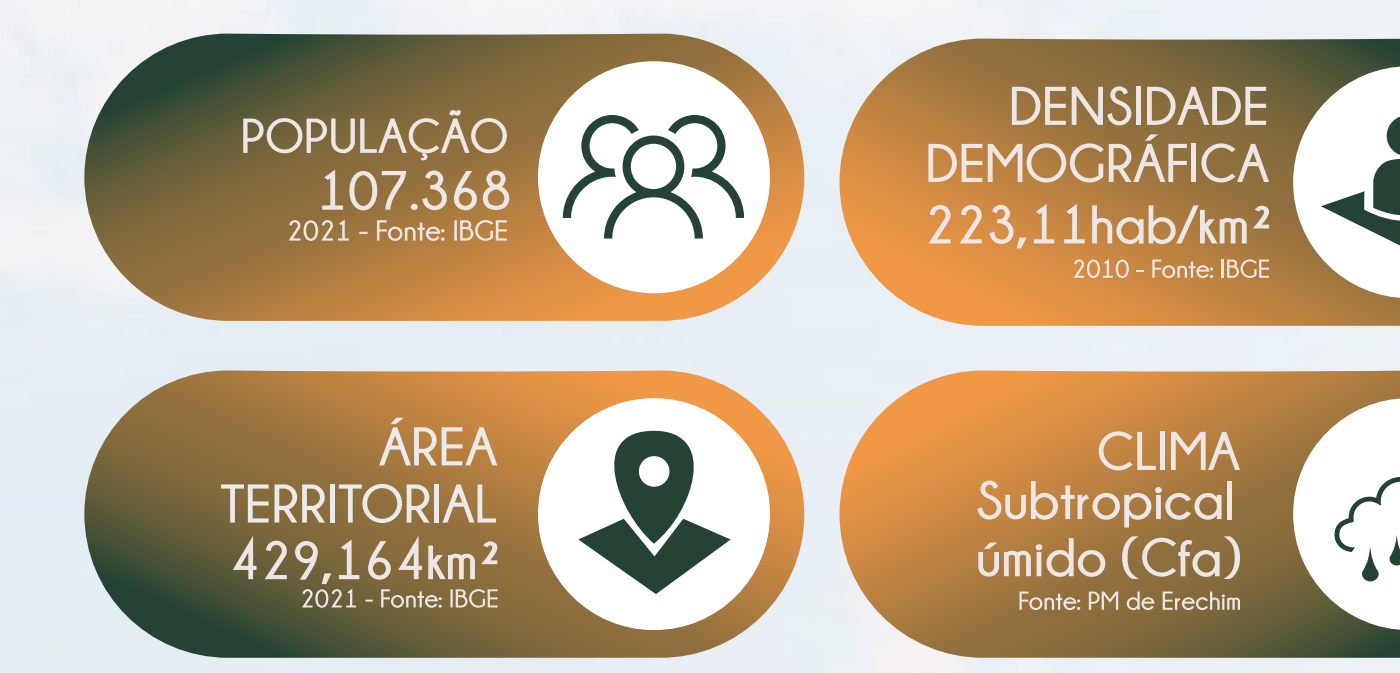 POPULAÇÃO
107.368
2021 - Fonte: IBGE
DENSIDADE
DEMOGRÁFICA
223,11hab/km²
2010 - Fonte: IBGE
ÁREA
TERRITORIAL
429,164km²
2021 - Fonte: IBGE
CLIMA
Subtropical
úmido (Cfa)
Fonte: PM de Erechim